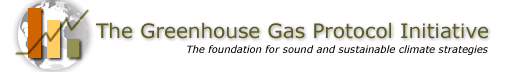 The Greenhouse Gas Protocol Initiative
The foundation for sound and sustainable climate strategies